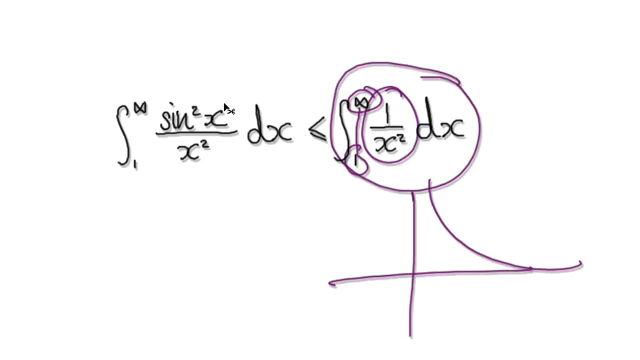 ∫₁^∞ sin²x/x² dx ≤ ∫₁^∞ 1/x² dx